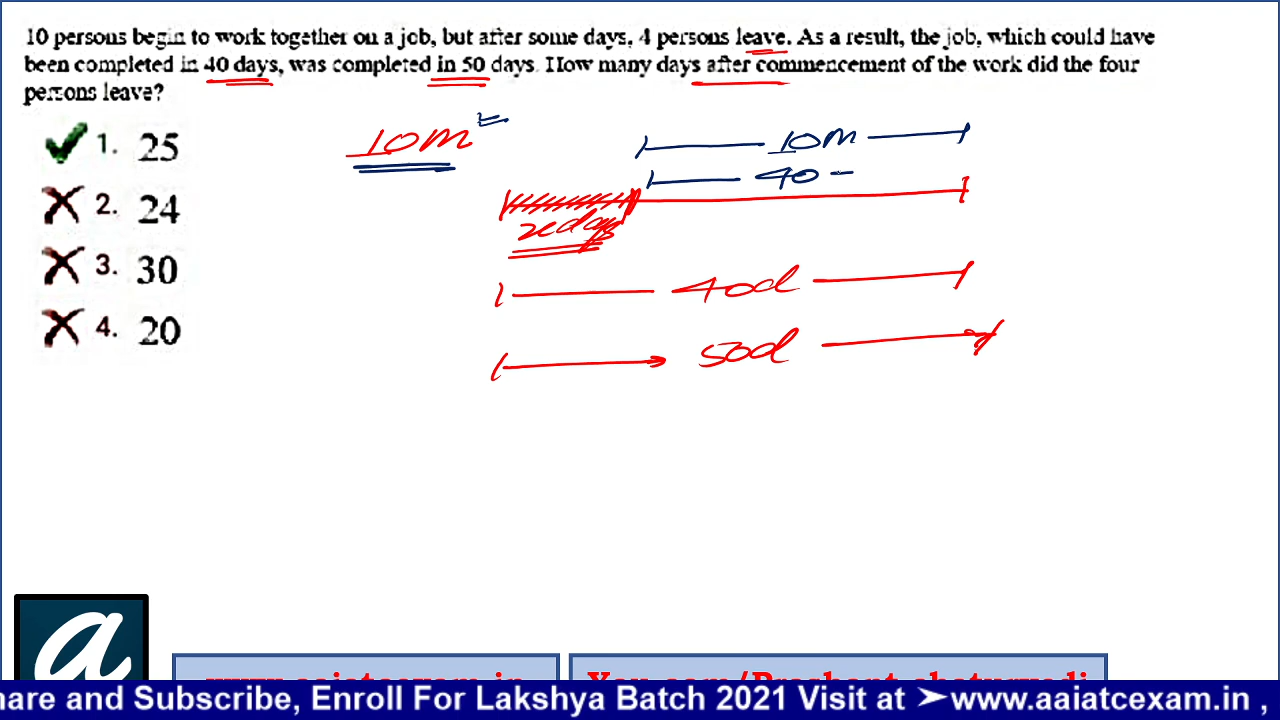 10 persons begin to work together on a job, but after some days, 4 persons leave. As a result, the job, which could have
been completed in 40 days, was completed in 50 days. How many days after commencement of the work did the four
persons leave?
1. 25
2. 24
3. 30
4. 20
10m
10m
40 -
days
40d
50d
a
hare and Subscribe, Enroll For Lakshya Batch 2021 Visit at ➤www.aaiatcexam.in ,